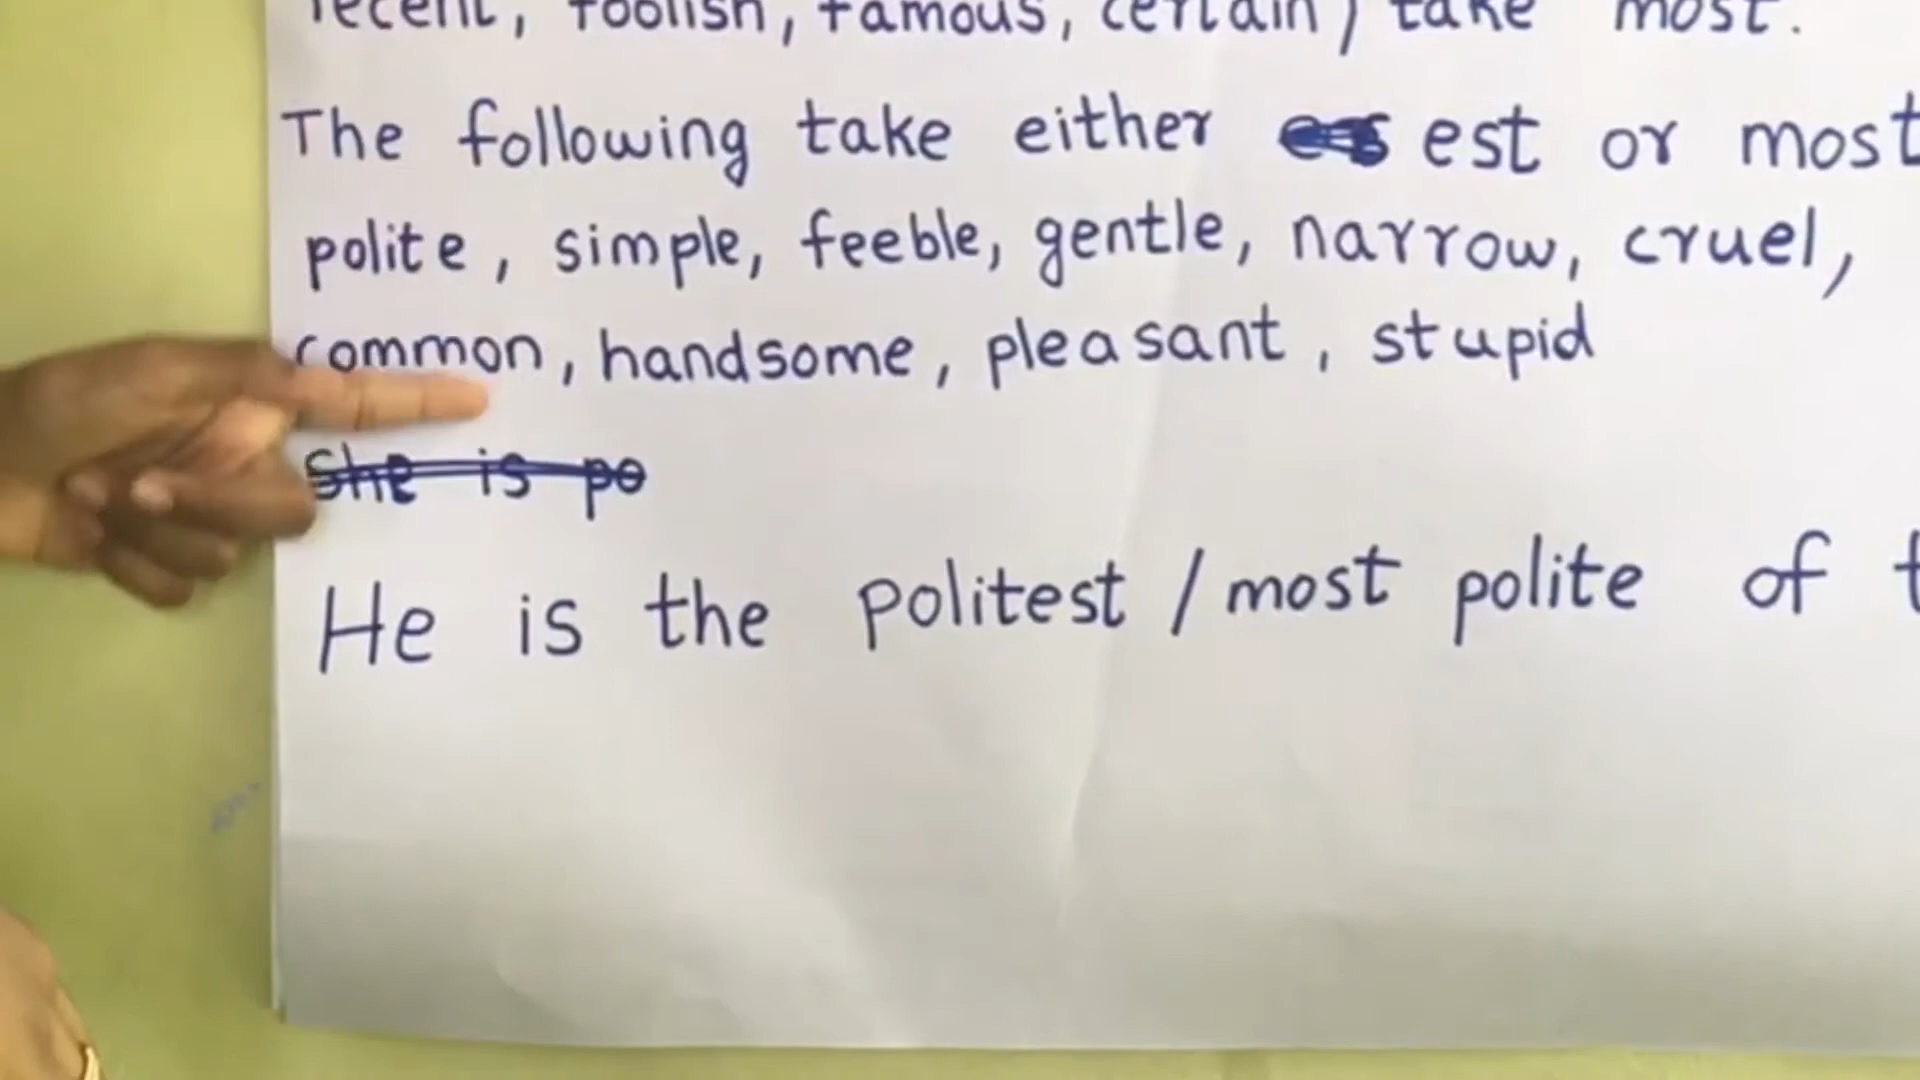 recent, foolish, famous, certain) take most.
The following take either est or most
polite, simple, feeble, gentle, narrow, cruel,
common, handsome, pleasant, stupid
She is po
He is the politest / most polite of t